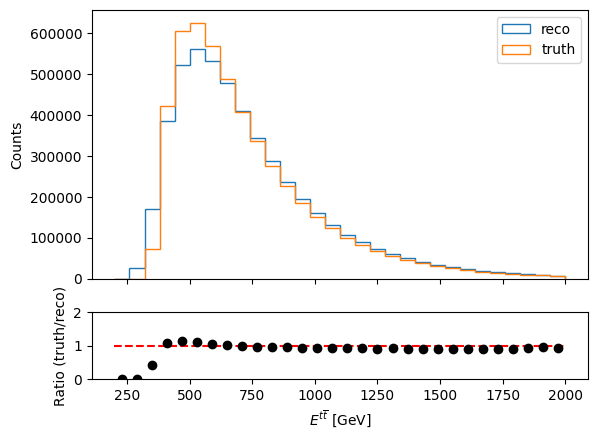 reco
truth
Counts
600000
500000
400000
300000
200000
100000
0
Ratio (truth/reco)
2
1
0
250 500 750 1000 1250 1500 1750 2000
$E^{t\overline{t}}$ [GeV]